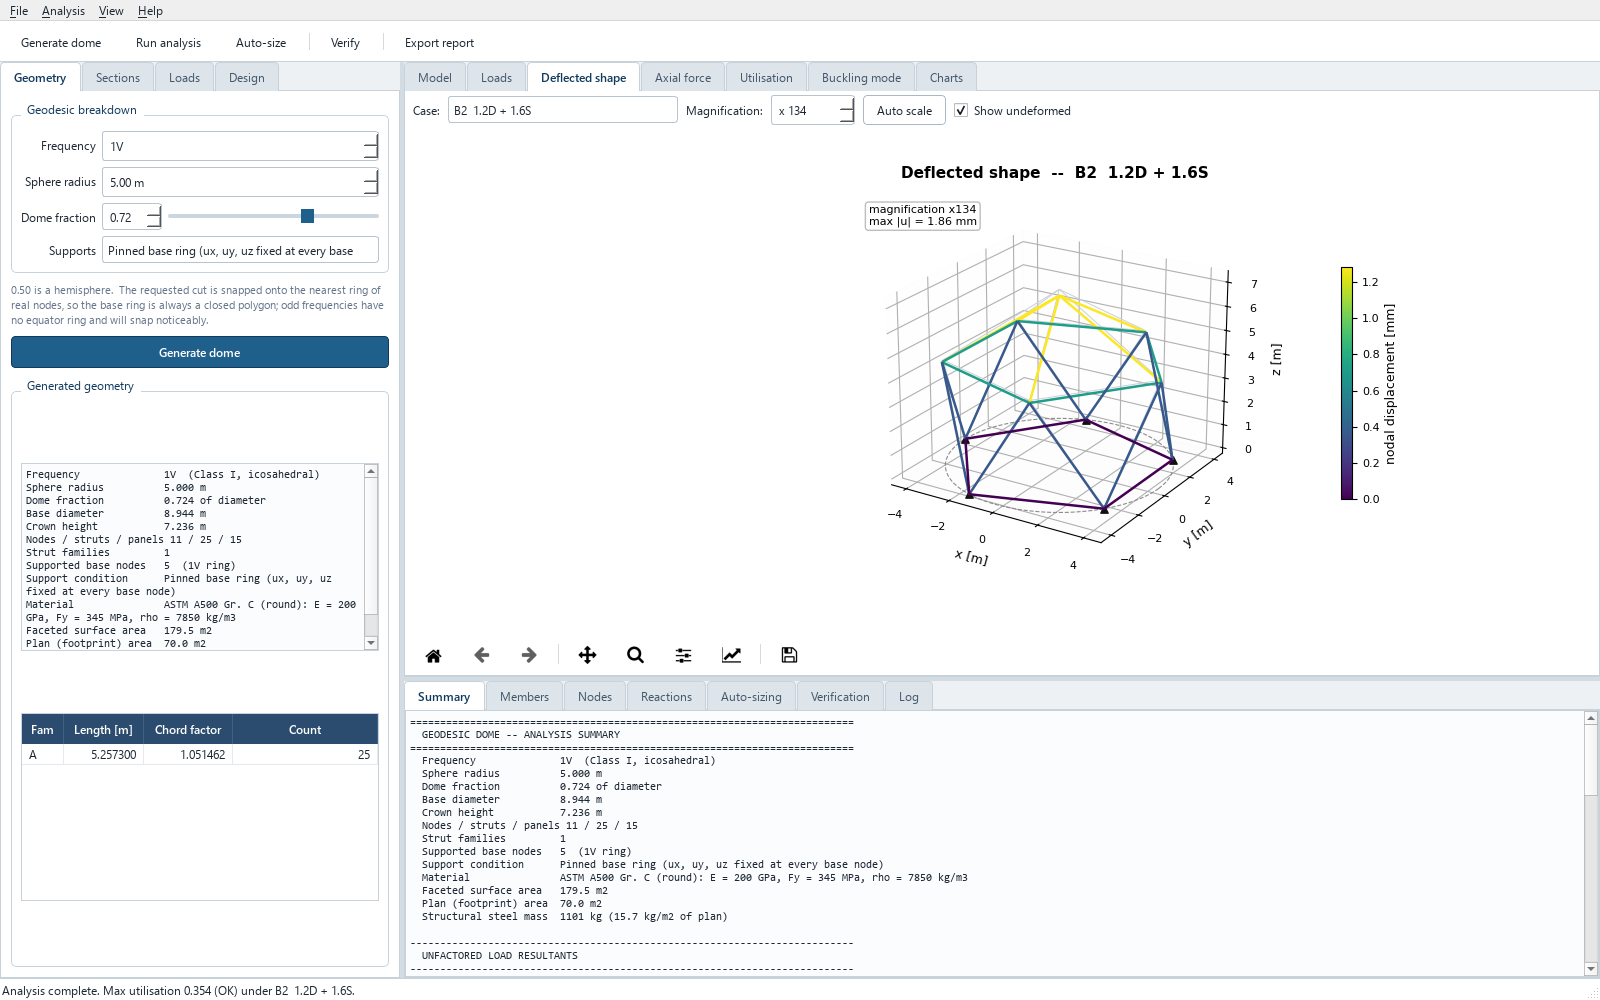 File Analysis View Help
Generate dome Run analysis Auto-size Verify Export report
Geometry Sections Loads Design
Geodesic breakdown
Frequency 1V
Sphere radius 5.00 m
Dome fraction 0.72
Supports Pinned base ring (ux, uy, uz fixed at every base
0.50 is a hemisphere. The requested cut is snapped onto the nearest ring of
real nodes, so the base ring is always a closed polygon; odd frequencies have
no equator ring and will snap noticeably.
Generate dome
Generated geometry
Frequency 1V (Class I, icosahedral)
Sphere radius 5.000 m
Dome fraction 0.724 of diameter
Base diameter 8.944 m
Crown height 7.236 m
Nodes / struts / panels 11 / 25 / 15
Strut families 1
Supported base nodes 5 (1V ring)
Support condition Pinned base ring (ux, uy, uz
fixed at every base node)
Material ASTM A500 Gr. C (round): E = 200
GPa, Fy = 345 MPa, rho = 7850 kg/m3
Faceted surface area 179.5 m2
Plan (footprint) area 70.0 m2
Fam Length [m] Chord factor Count
A 5.257300 1.051462 25
Model Loads Deflected shape Axial force Utilisation Buckling mode Charts
Case: B2 1.2D + 1.6S Magnification: x 134 Auto scale Show undeformed
Deflected shape -- B2 1.2D + 1.6S
magnification x134
max |u| = 1.86 mm
7
6
5
4
3
2
1
0
z [m]
−4
−2
0
2
4
x [m]
−4
−2
0
2
4
y [m]
1.2
1.0
0.8
0.6
0.4
0.2
0.0
nodal displacement [mm]
Summary Members Nodes Reactions Auto-sizing Verification Log
==========================================================================
GEODESIC DOME -- ANALYSIS SUMMARY
==========================================================================
Frequency 1V (Class I, icosahedral)
Sphere radius 5.000 m
Dome fraction 0.724 of diameter
Base diameter 8.944 m
Crown height 7.236 m
Nodes / struts / panels 11 / 25 / 15
Strut families 1
Supported base nodes 5 (1V ring)
Support condition Pinned base ring (ux, uy, uz fixed at every base node)
Material ASTM A500 Gr. C (round): E = 200 GPa, Fy = 345 MPa, rho = 7850 kg/m3
Faceted surface area 179.5 m2
Plan (footprint) area 70.0 m2
Structural steel mass 1101 kg (15.7 kg/m2 of plan)
--------------------------------------------------------------------------
UNFACTORED LOAD RESULTANTS
--------------------------------------------------------------------------
Analysis complete. Max utilisation 0.354 (OK) under B2 1.2D + 1.6S.